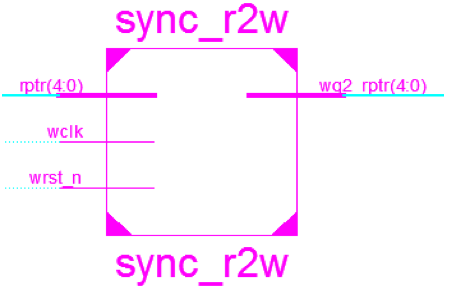 sync_r2w
rptr(4:0)
wq2_rptr(4:0)
wclk
wrst_n
sync_r2w